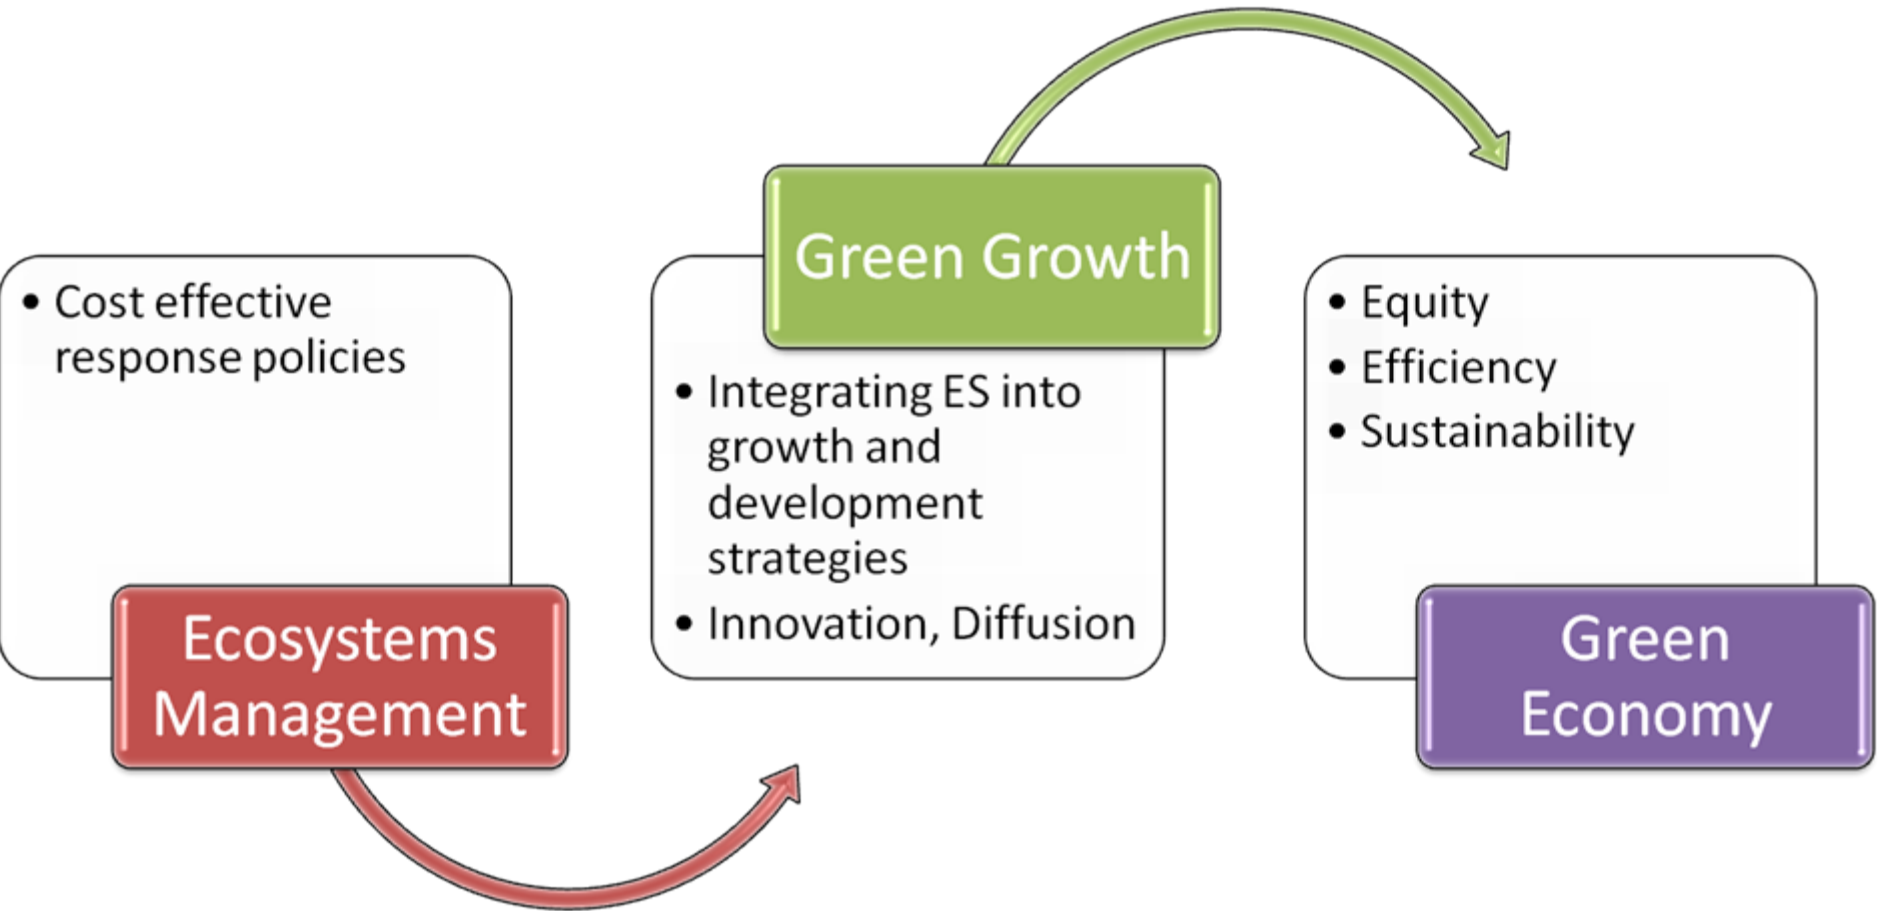 • Cost effective
response policies
Ecosystems
Management
Green Growth
• Integrating ES into
growth and
development
strategies
• Innovation, Diffusion
• Equity
• Efficiency
• Sustainability
Green
Economy